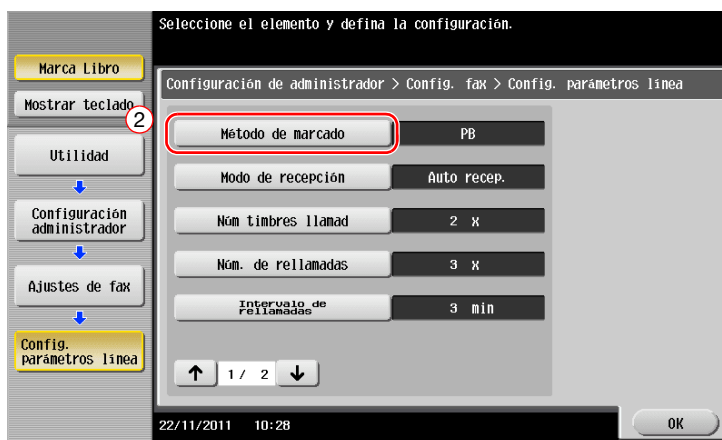 Seleccione el elemento y defina la configuración.
Marca Libro
Mostrar teclado
2
Utilidad
Configuración
administrador
Ajustes de fax
Config.
parámetros línea
Configuración de administrador > Config. fax > Config. parámetros línea
Método de marcado PB
Modo de recepción Auto recep.
Núm timbres llamad 2 x
Núm. de rellamadas 3 x
Intervalo de
rellamadas 3 min
↑ 1/ 2 ↓
22/11/2011 10:28
OK